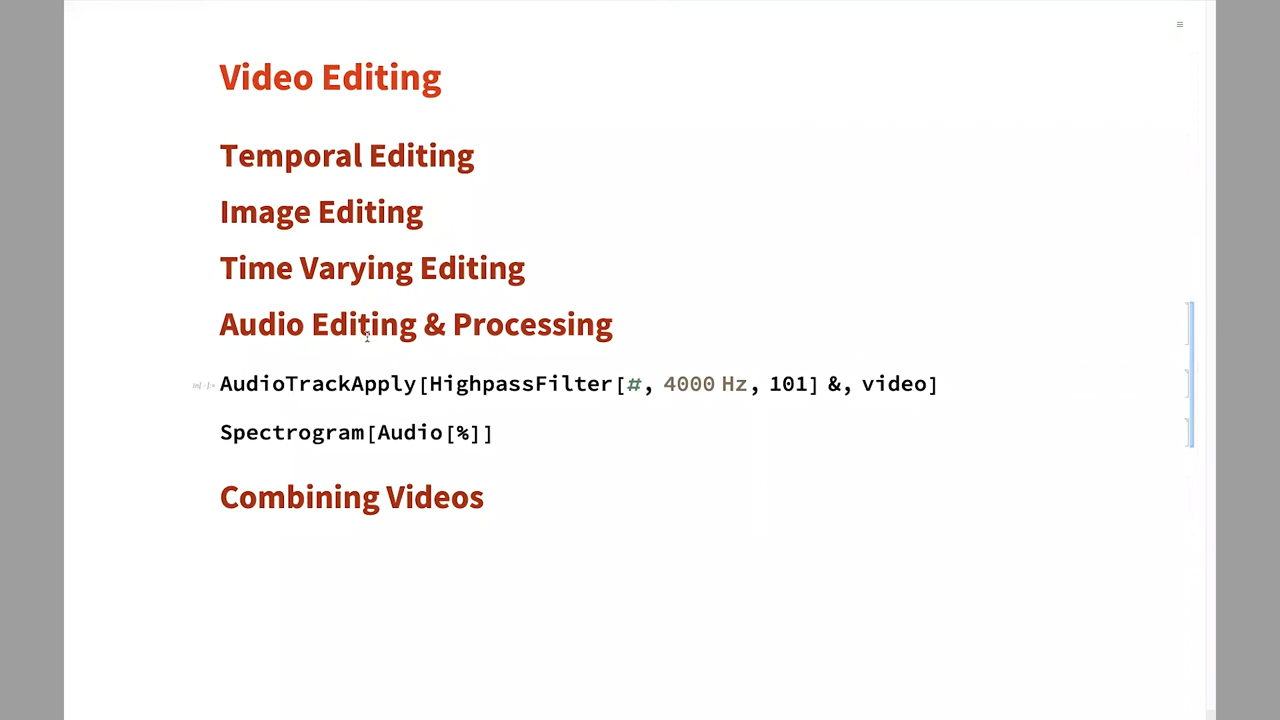 Video Editing
Temporal Editing
Image Editing
Time Varying Editing
Audio Editing & Processing
In[-]:= AudioTrackApply[HighpassFilter[#, 4000 Hz, 101] &, video]
Spectrogram[Audio[%]]
Combining Videos